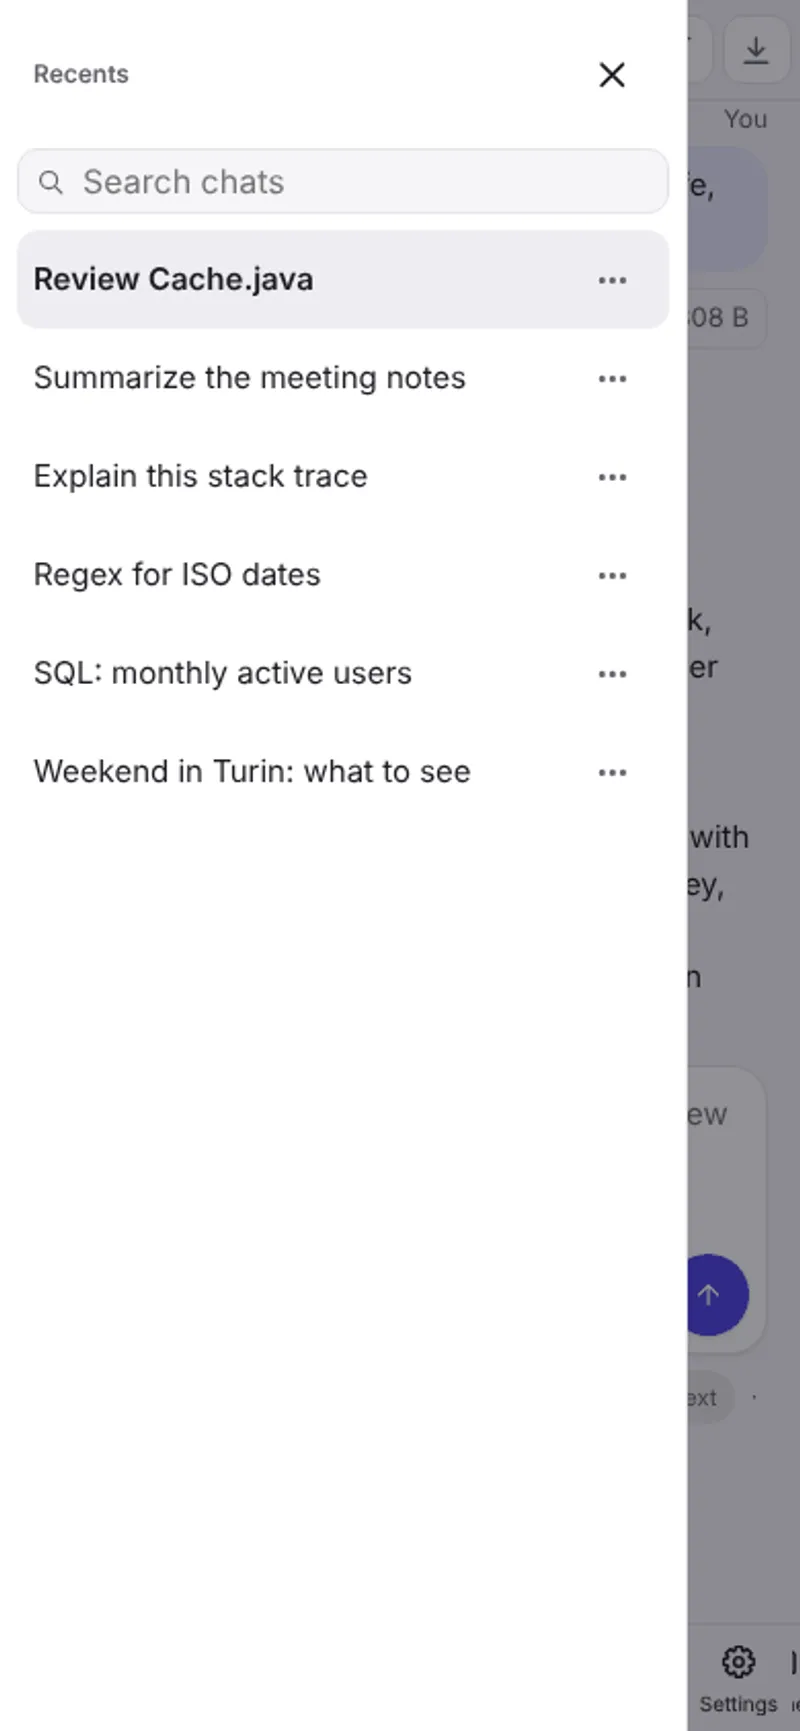 Recents
You
Search chats
Review Cache.java
Summarize the meeting notes
Explain this stack trace
Regex for ISO dates
SQL: monthly active users
Weekend in Turin: what to see
with
Settings